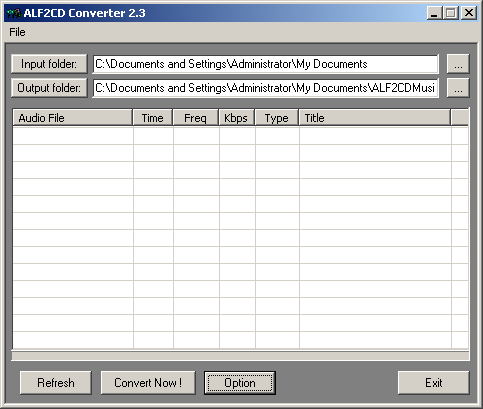 ALF2CD Converter 2.3
File
Input folder: C:\Documents and Settings\Administrator\My Documents ...
Output folder: C:\Documents and Settings\Administrator\My Documents\ALF2CDMusi ...
Audio File Time Freq Kbps Type Title
Refresh Convert Now ! Option Exit